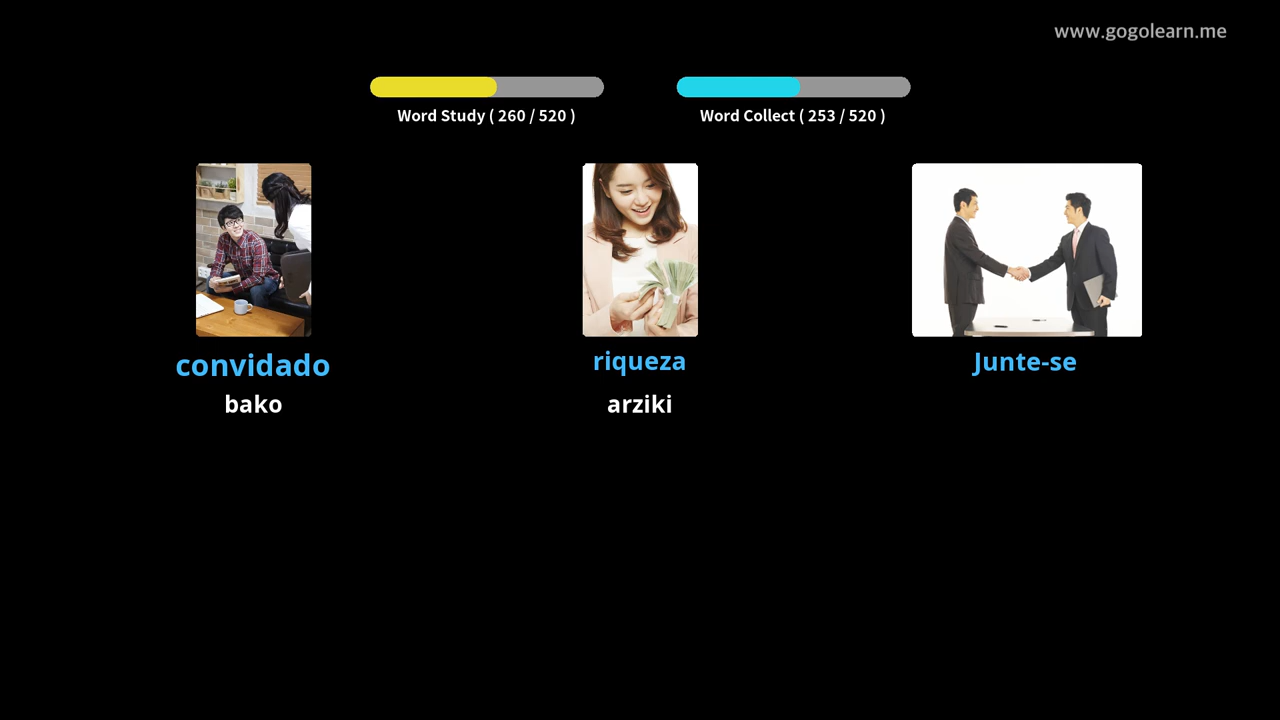 www.gogolearn.me
Word Study ( 260 / 520 )
Word Collect ( 253 / 520 )
convidado
bako
riqueza
arziki
Junte-se